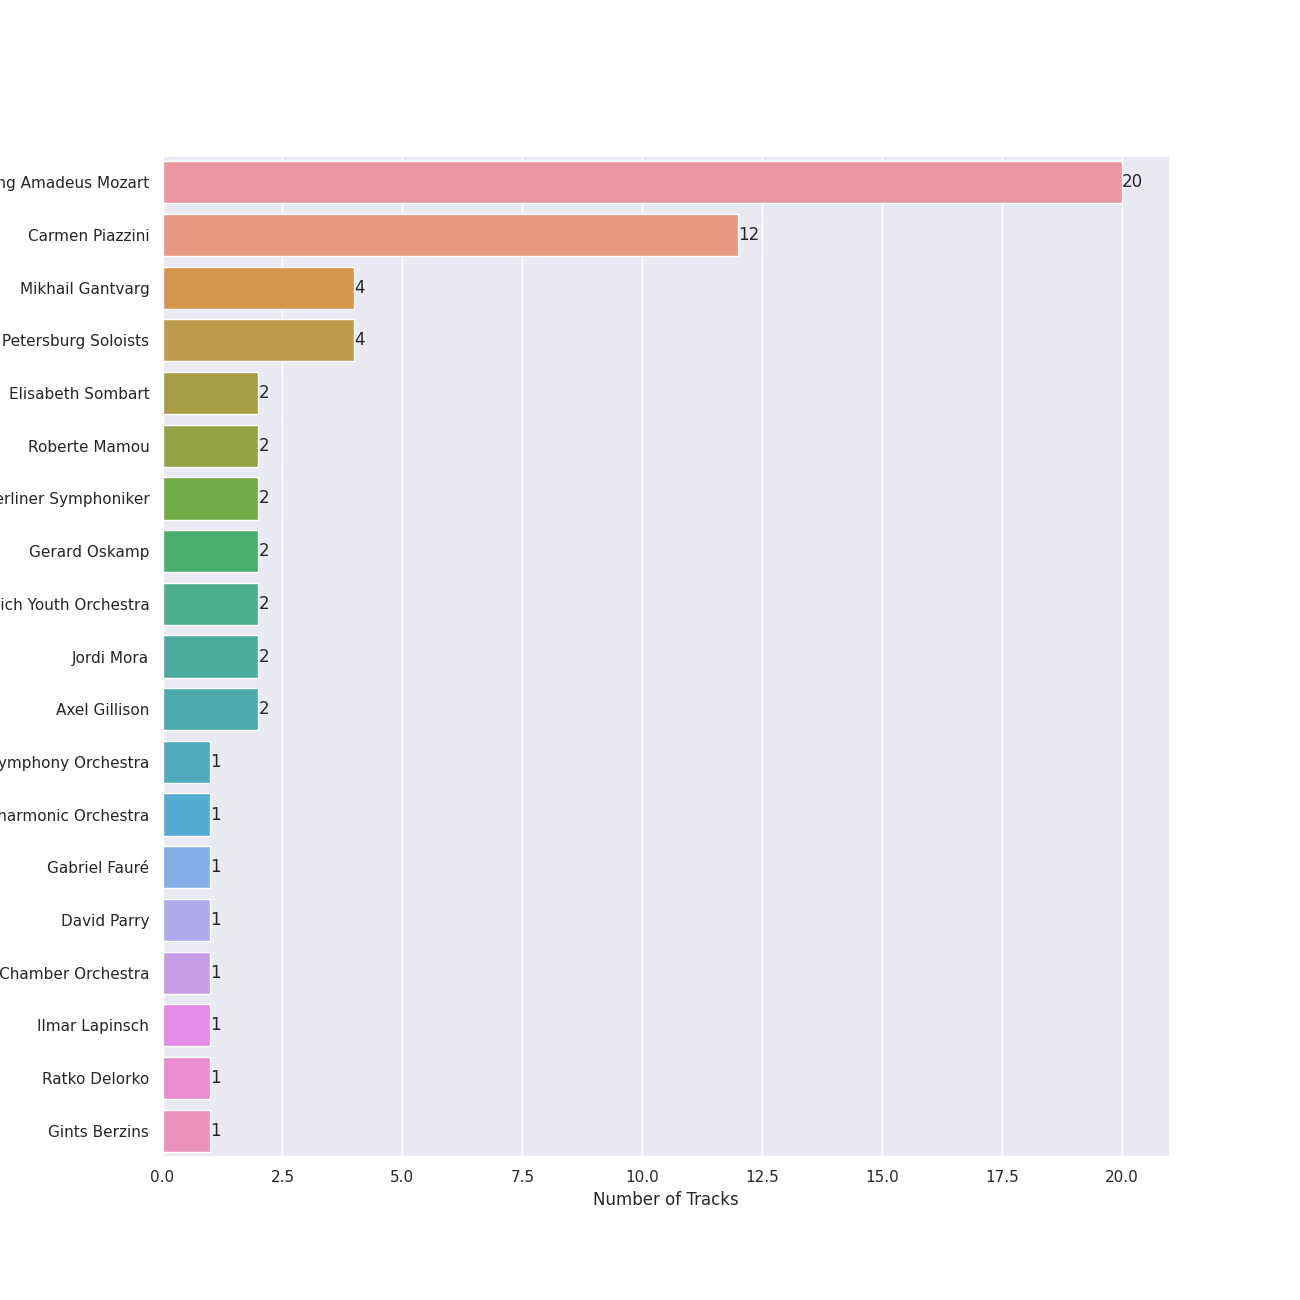 ng Amadeus Mozart 20
Carmen Piazzini 12
Mikhail Gantvarg 4
Petersburg Soloists 4
Elisabeth Sombart 2
Roberte Mamou 2
erliner Symphoniker 2
Gerard Oskamp 2
ich Youth Orchestra 2
Jordi Mora 2
Axel Gillison 2
ymphony Orchestra 1
harmonic Orchestra 1
Gabriel Fauré 1
David Parry 1
Chamber Orchestra 1
Ilmar Lapinsch 1
Ratko Delorko 1
Gints Berzins 1
0.0 2.5 5.0 7.5 10.0 12.5 15.0 17.5 20.0
Number of Tracks